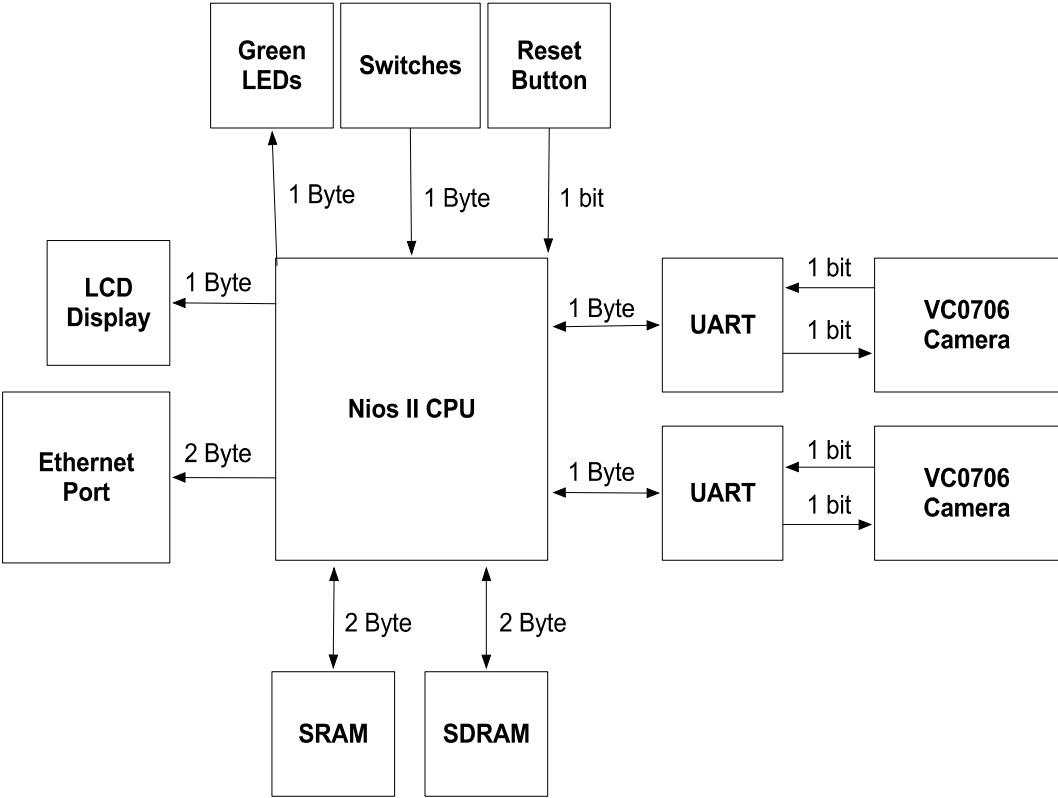 Green
LEDs
Switches
Reset
Button
1 Byte
1 Byte
1 bit
LCD
Display
1 Byte
Ethernet
Port
2 Byte
Nios II CPU
1 Byte
UART
1 bit
1 bit
VC0706
Camera
1 Byte
UART
1 bit
1 bit
VC0706
Camera
2 Byte
2 Byte
SRAM
SDRAM